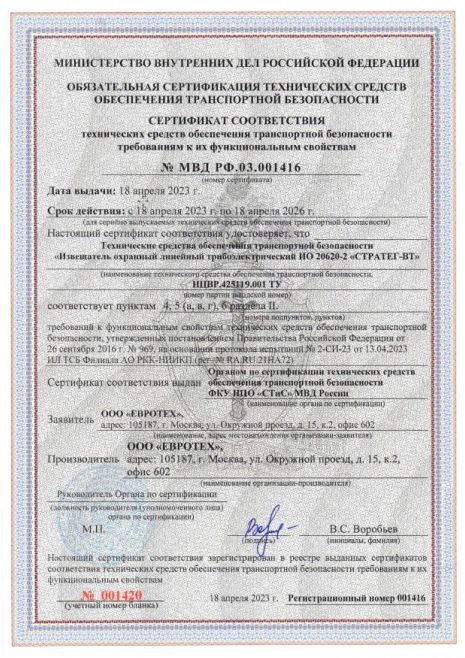 МИНИСТЕРСТВО ВНУТРЕННИХ ДЕЛ РОССИЙСКОЙ ФЕДЕРАЦИИ
ОБЯЗАТЕЛЬНАЯ СЕРТИФИКАЦИЯ ТЕХНИЧЕСКИХ СРЕДСТВ
ОБЕСПЕЧЕНИЯ ТРАНСПОРТНОЙ БЕЗОПАСНОСТИ
СЕРТИФИКАТ СООТВЕТСТВИЯ
технических средств обеспечения транспортной безопасности
требованиям к их функциональным свойствам
№ МВД РФ.03.001416
(номер сертификата)
Дата выдачи: 18 апреля 2023 г.
Срок действия: с 18 апреля 2023 г. по 18 апреля 2026 г.
(для серийно выпускаемых технических средств обеспечения транспортной безопасности)
Настоящий сертификат соответствия удостоверяет, что
Технические средства обеспечения транспортной безопасности
«Извещатель охранный линейный трибоэлектрический ИО 20620-2 «СТРАТЕГ-ВТ»
(наименование технического средства обеспечения транспортной безопасности,
НЦВР.425119.001 ТУ
номер партии заводской номер)
соответствует пунктам 4, 5 (а, в, г), 6 раздела II.
(номера подпунктов, пунктов)
требований к функциональным свойствам технических средств обеспечения транспортной
безопасности, утвержденных постановлением Правительства Российской Федерации от
26 сентября 2016 г. № 969, на основании протокола испытаний № 2-СИ-23 от 13.04.2023
ИЛ ТСБ Филиала АО РКК-НИИКП (рег. № RA.RU.21НА72)
Сертификат соответствия выдан Органом по сертификации технических средств
обеспечения транспортной безопасности
ФКУ НПО «СТиС» МВД России
(наименование органа по сертификации)
Заявитель ООО «ЕВРОТЕХ»,
адрес: 105187, г. Москва, ул. Окружной проезд, д. 15, к.2, офис 602
(наименование, адрес местонахождения организации-заявителя)
ООО «ЕВРОТЕХ»,
Производитель адрес: 105187, г. Москва, ул. Окружной проезд, д. 15, к.2,
офис 602
(наименование организации-производителя)
Руководитель Органа по сертификации
(должность руководителя (уполномоченного лица)
органа по сертификации)
М.П.
(подпись)
В.С. Воробьев
(инициалы, фамилия)
Настоящий сертификат соответствия зарегистрирован в реестре выданных сертификатов
соответствия технических средств обеспечения транспортной безопасности требованиям к их
функциональным свойствам
№ 001420
(учетный номер бланка)
18 апреля 2023 г. Регистрационный номер 001416